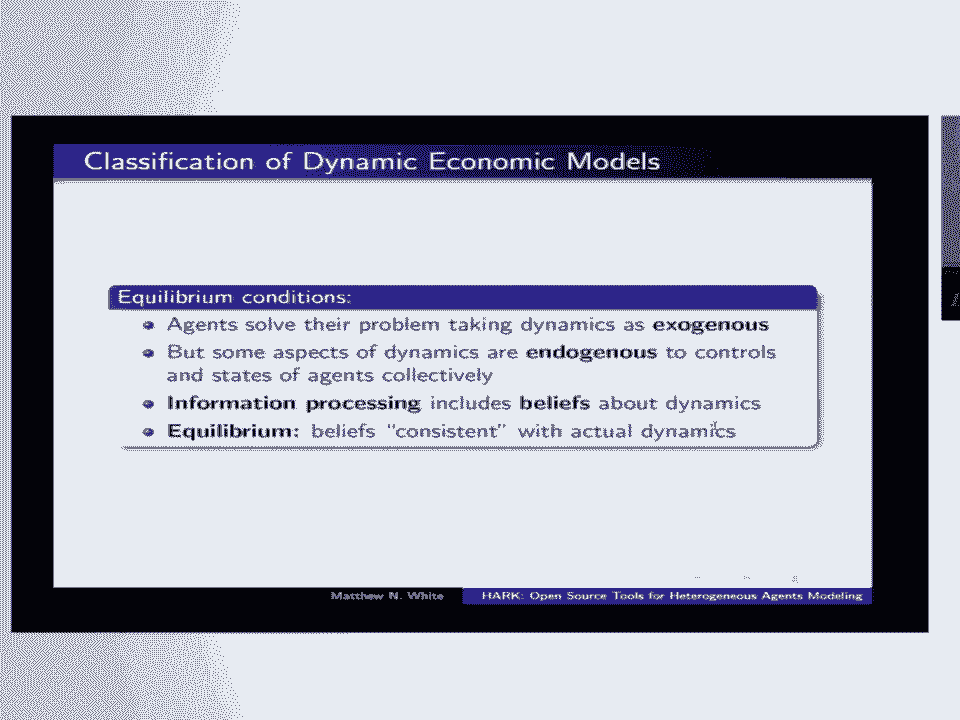 Classification of Dynamic Economic Models
Equilibrium conditions:
Agents solve their problem taking dynamics as exogenous
But some aspects of dynamics are endogenous to controls
and states of agents collectively
Information processing includes beliefs about dynamics
Equilibrium: beliefs "consistent" with actual dynamics
Matthew N. White
HARK: Open Source Tools for Heterogeneous Agents Modeling